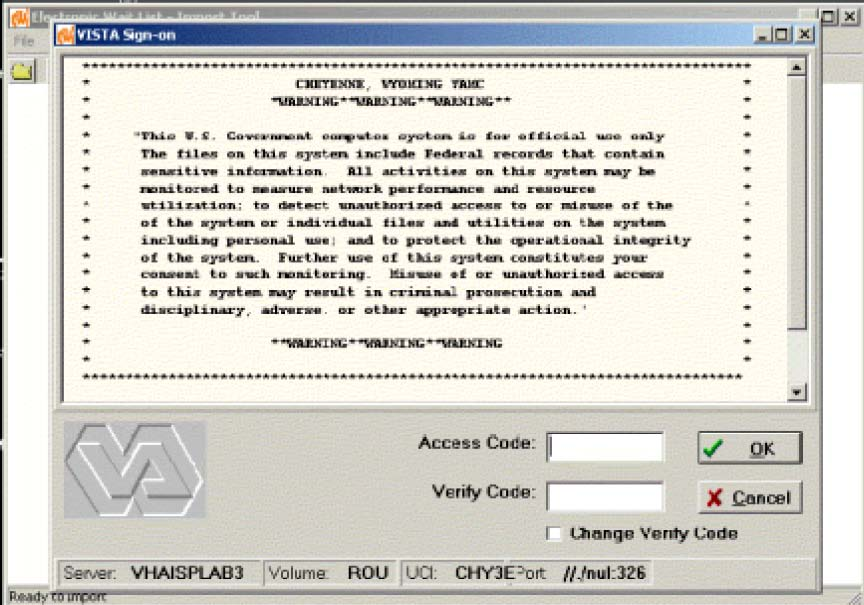 Electronic Wait List - Import Tool
File
VISTA Sign-on
****************************************************************************
* CHEYENNE, WYOMING VAMC *
* *WARNING**WARNING**WARNING** *
* *
* "This U.S. Government computer system is for official use only *
* The files on this system include Federal records that contain *
* sensitive information. All activities on this system may be *
* monitored to measure network performance and resource *
* utilization; to detect unauthorized access to or misuse of the *
* of the system or individual files and utilities on the system *
* including personal use; and to protect the operational integrity *
* of the system. Further use of this system constitutes your *
* consent to such monitoring. Misuse of or unauthorized access *
* to this system may result in criminal prosecution and *
* disciplinary, adverse. or other appropriate action.' *
* *
* **WARNING**WARNING**WARNING *
* *
***************************************************************************
VA
Access Code: OK
Verify Code: Cancel
Change Verify Code
Server: VHAISPLAB3 Volume: ROU UCI: CHY3E Port //./nul:326
Ready to import